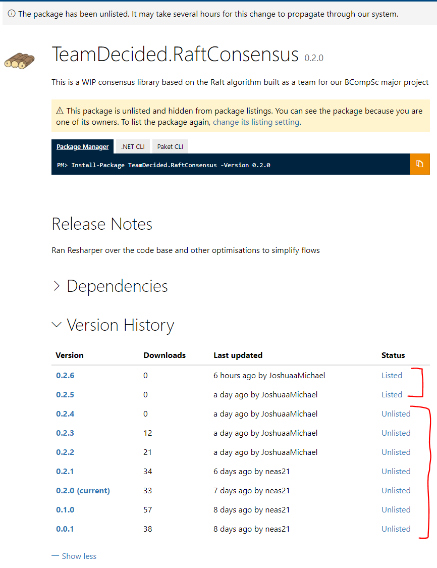 The package has been unlisted. It may take several hours for this change to propagate through our system.
TeamDecided.RaftConsensus 0.2.0
This is a WIP consensus library based on the Raft algorithm built as a team for our BCompSc major project
This package is unlisted and hidden from package listings. You can see the package because you are
one of its owners. To list the package again, change its listing setting.
Package Manager .NET CLI Paket CLI
PM> Install-Package TeamDecided.RaftConsensus -Version 0.2.0
Release Notes
Ran Resharper over the code base and other optimisations to simplify flows
Dependencies
Version History
Version Downloads Last updated Status
0.2.6 0 6 hours ago by JoshuaaMichael Listed
0.2.5 0 a day ago by JoshuaaMichael Listed
0.2.4 0 a day ago by JoshuaaMichael Unlisted
0.2.3 12 a day ago by JoshuaaMichael Unlisted
0.2.2 21 a day ago by JoshuaaMichael Unlisted
0.2.1 34 6 days ago by neas21 Unlisted
0.2.0 (current) 33 7 days ago by neas21 Unlisted
0.1.0 57 8 days ago by neas21 Unlisted
0.0.1 38 8 days ago by neas21 Unlisted
Show less